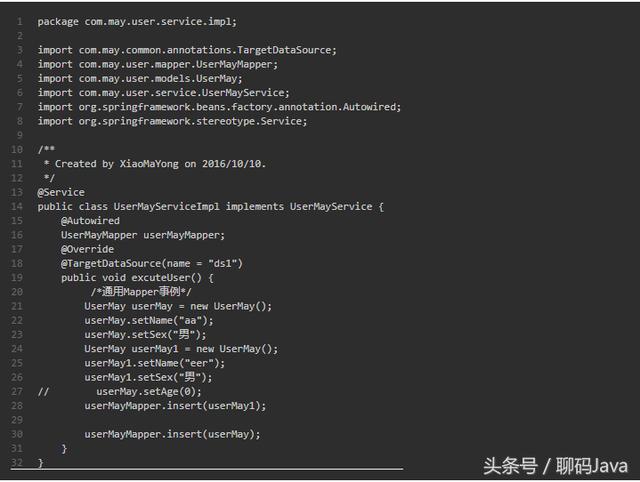 1 package com.may.user.service.impl;
2
3 import com.may.common.annotations.TargetDataSource;
4 import com.may.user.mapper.UserMayMapper;
5 import com.may.user.models.UserMay;
6 import com.may.user.service.UserMayService;
7 import org.springframework.beans.factory.annotation.Autowired;
8 import org.springframework.stereotype.Service;
9
10 /**
11  * Created by XiaoMaYong on 2016/10/10.
12  */
13 @Service
14 public class UserMayServiceImpl implements UserMayService {
15     @Autowired
16     UserMayMapper userMayMapper;
17     @Override
18     @TargetDataSource(name = "ds1")
19     public void excuteUser() {
20          /*通用Mapper事例*/
21         UserMay userMay = new UserMay();
22         userMay.setName("aa");
23         userMay.setSex("男");
24         UserMay userMay1 = new UserMay();
25         userMay1.setName("eer");
26         userMay1.setSex("男");
27 //        userMay.setAge(0);
28         userMayMapper.insert(userMay1);
29
30         userMayMapper.insert(userMay);
31     }
32 }
头条号 / 聊码Java